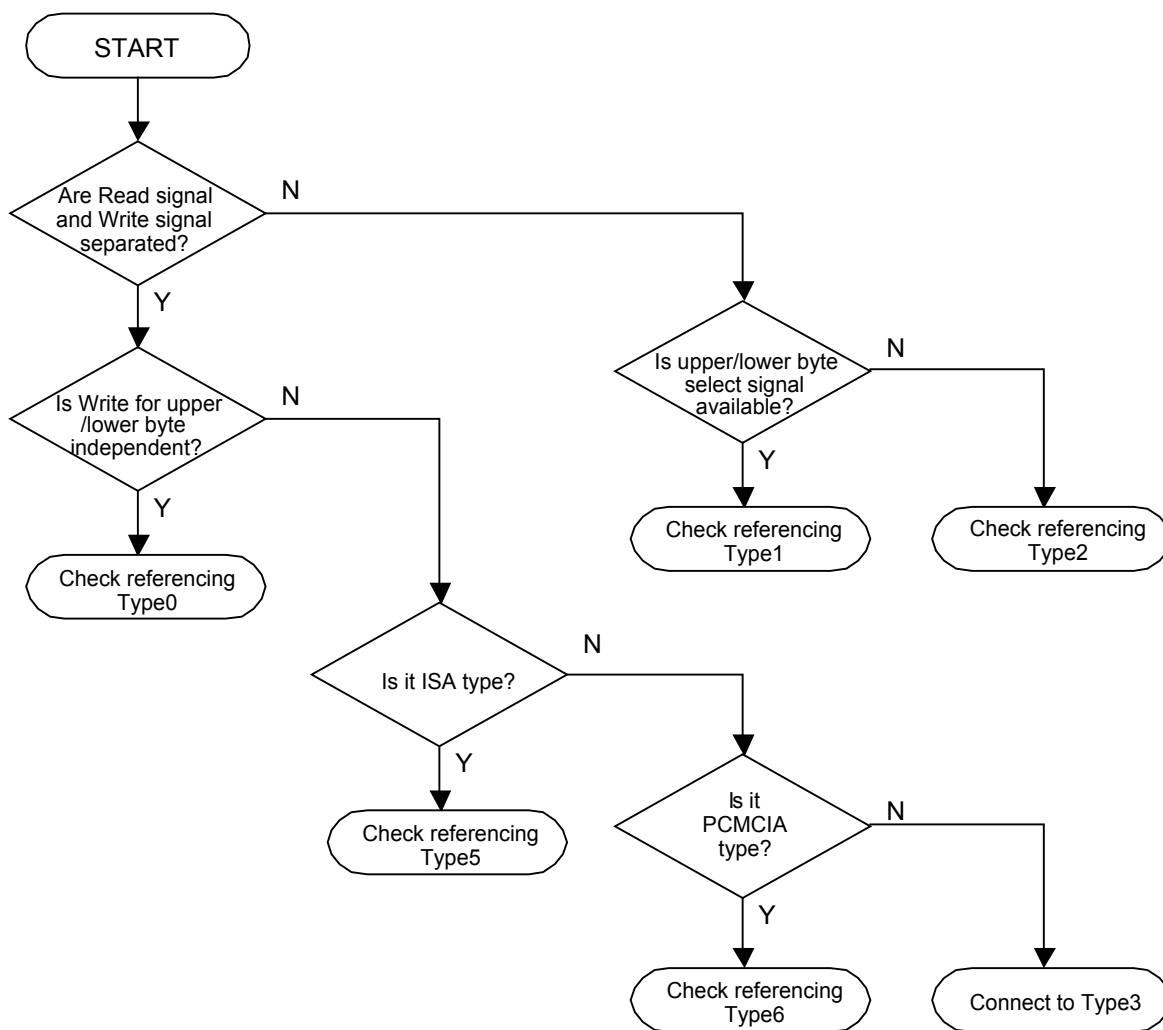 START
Are Read signal
and Write signal
separated?
N
Y
Is upper/lower byte
select signal
available?
N
Is Write for upper
/lower byte
independent?
N
Y
Y
Check referencing
Type1
Check referencing
Type2
Check referencing
Type0
Is it ISA type?
N
Y
Is it
PCMCIA
type?
N
Check referencing
Type5
Y
Check referencing
Type6
Connect to Type3